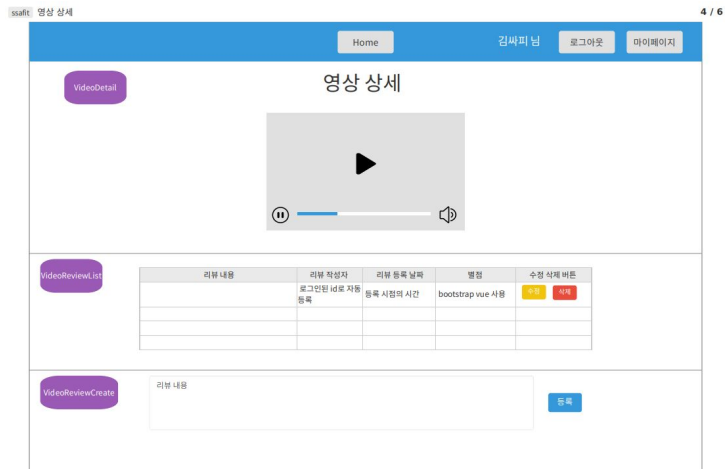 ssafit 영상 상세
4 / 6
Home
김싸피 님
로그아웃
마이페이지
VideoDetail
영상 상세
VideoReviewList
리뷰 내용
리뷰 작성자
리뷰 등록 날짜
별점
수정 삭제 버튼
로그인된 id로 자동
등록
등록 시점의 시간
bootstrap vue 사용
수정
삭제
VideoReviewCreate
리뷰 내용
등록